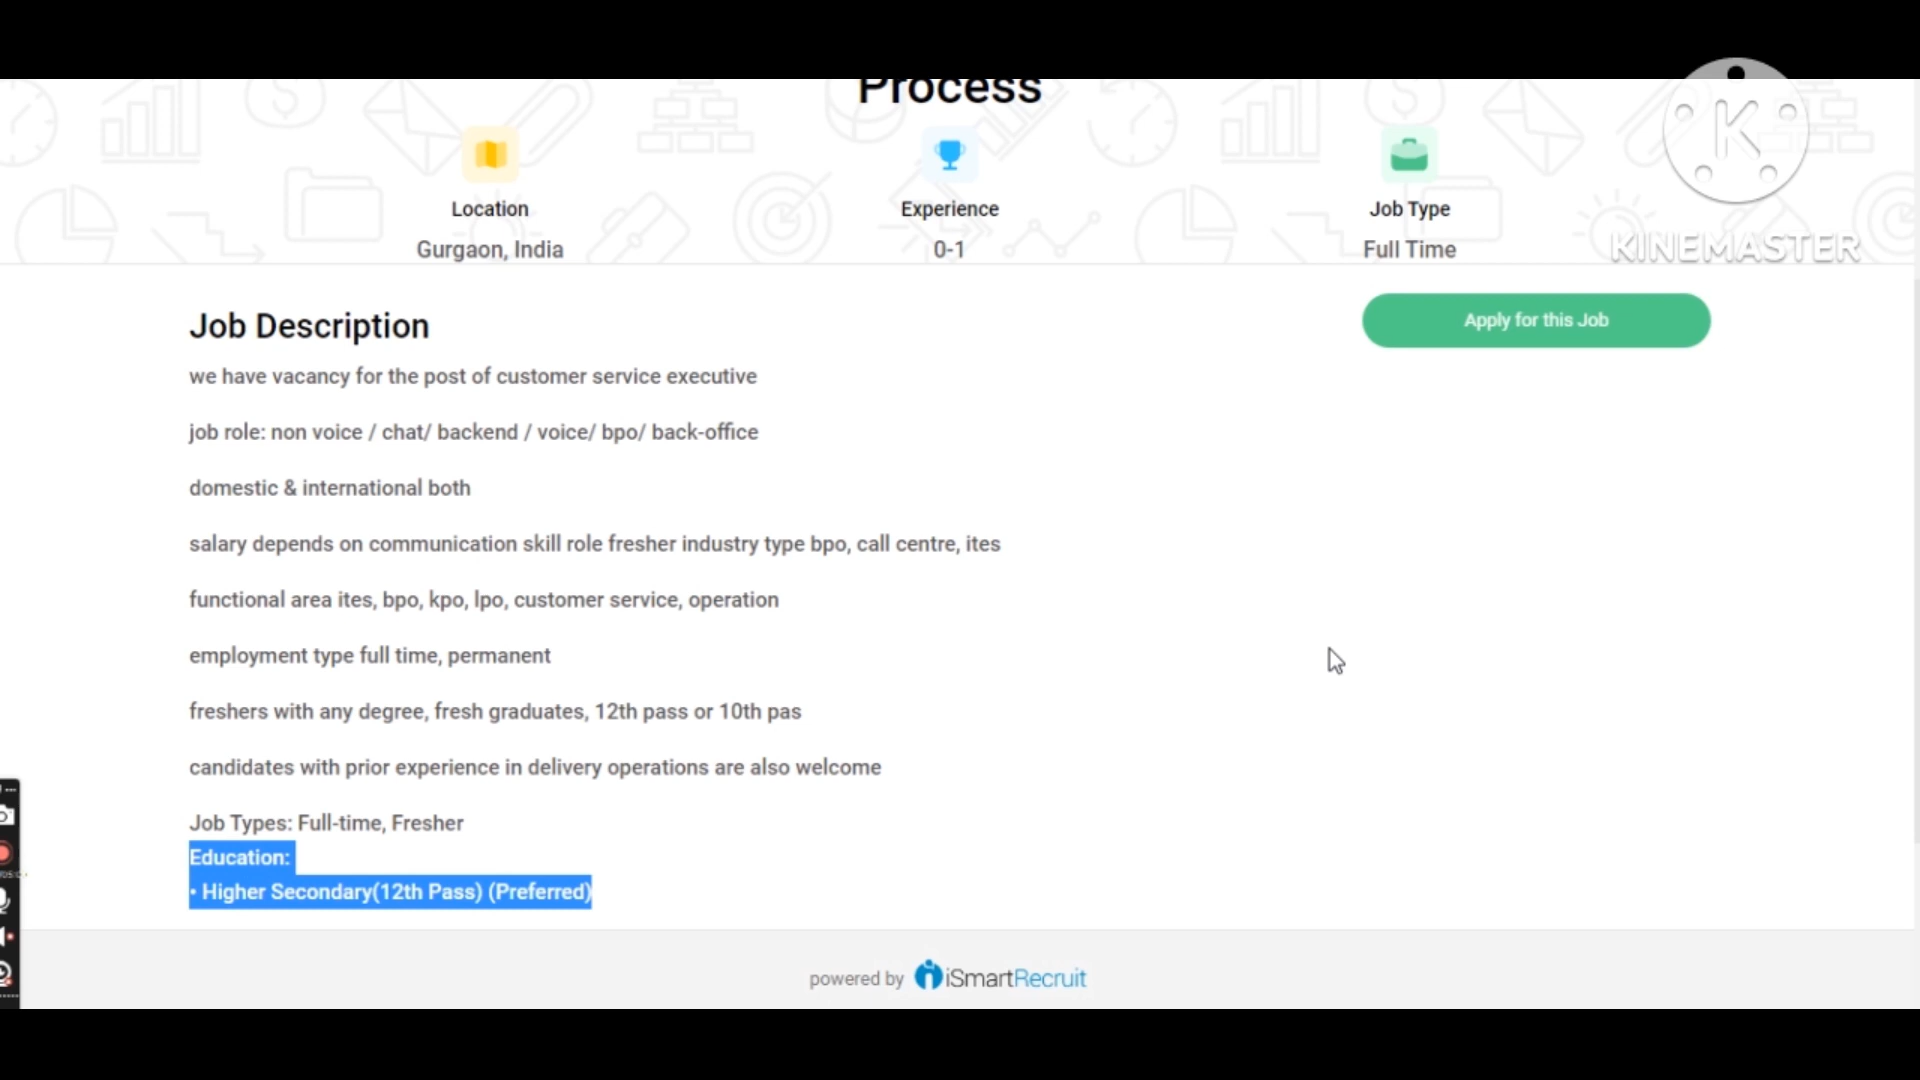 Process
K
KINEMASTER
Location
Experience
Job Type
Gurgaon, India
0-1
Full Time
Job Description
Apply for this Job
we have vacancy for the post of customer service executive
job role: non voice / chat/ backend / voice/ bpo/ back-office
domestic & international both
salary depends on communication skill role fresher industry type bpo, call centre, ites
functional area ites, bpo, kpo, lpo, customer service, operation
employment type full time, permanent
freshers with any degree, fresh graduates, 12th pass or 10th pas
candidates with prior experience in delivery operations are also welcome
Job Types: Full-time, Fresher
Education:
• Higher Secondary(12th Pass) (Preferred)
powered by iSmartRecruit